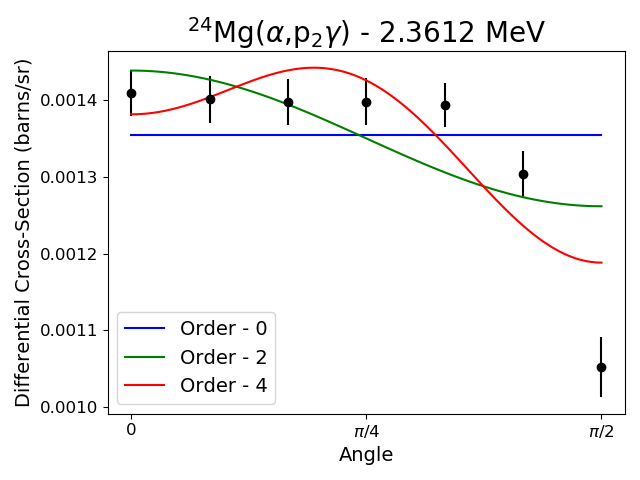 ²⁴Mg(α,p₂γ) - 2.3612 MeV
Differential Cross-Section (barns/sr)
0.0014
0.0013
0.0012
0.0011
0.0010
Order - 0
Order - 2
Order - 4
0 π/4 π/2
Angle